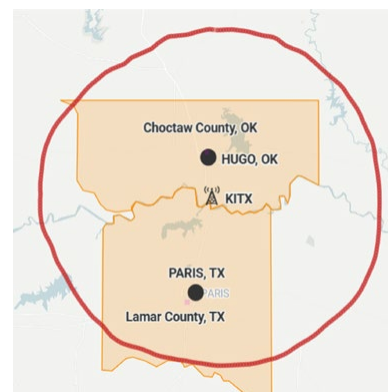 Choctaw County, OK
HUGO, OK
KITX
PARIS, TX
PARIS
Lamar County, TX